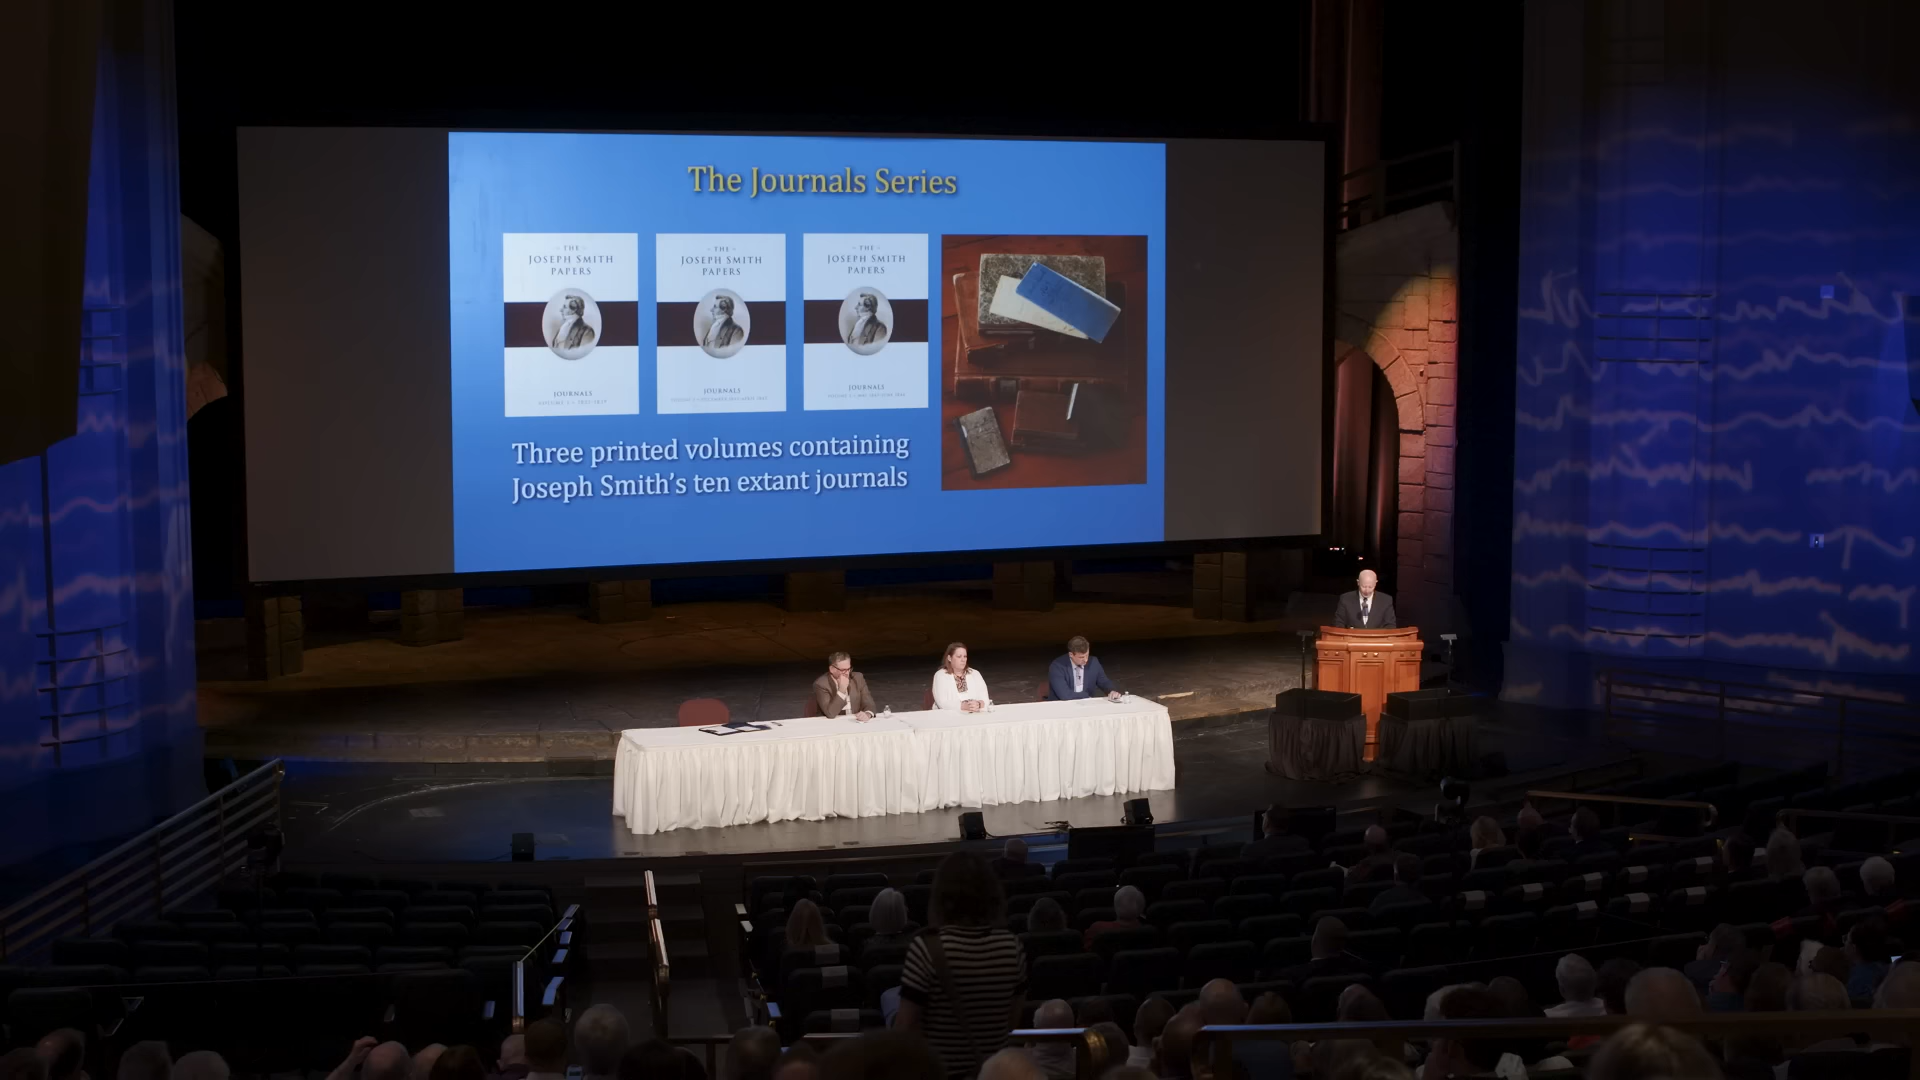 The Journals Series
- THE -
JOSEPH SMITH
PAPERS
JOURNALS
- THE -
JOSEPH SMITH
PAPERS
JOURNALS
- THE -
JOSEPH SMITH
PAPERS
JOURNALS
Three printed volumes containing
Joseph Smith's ten extant journals